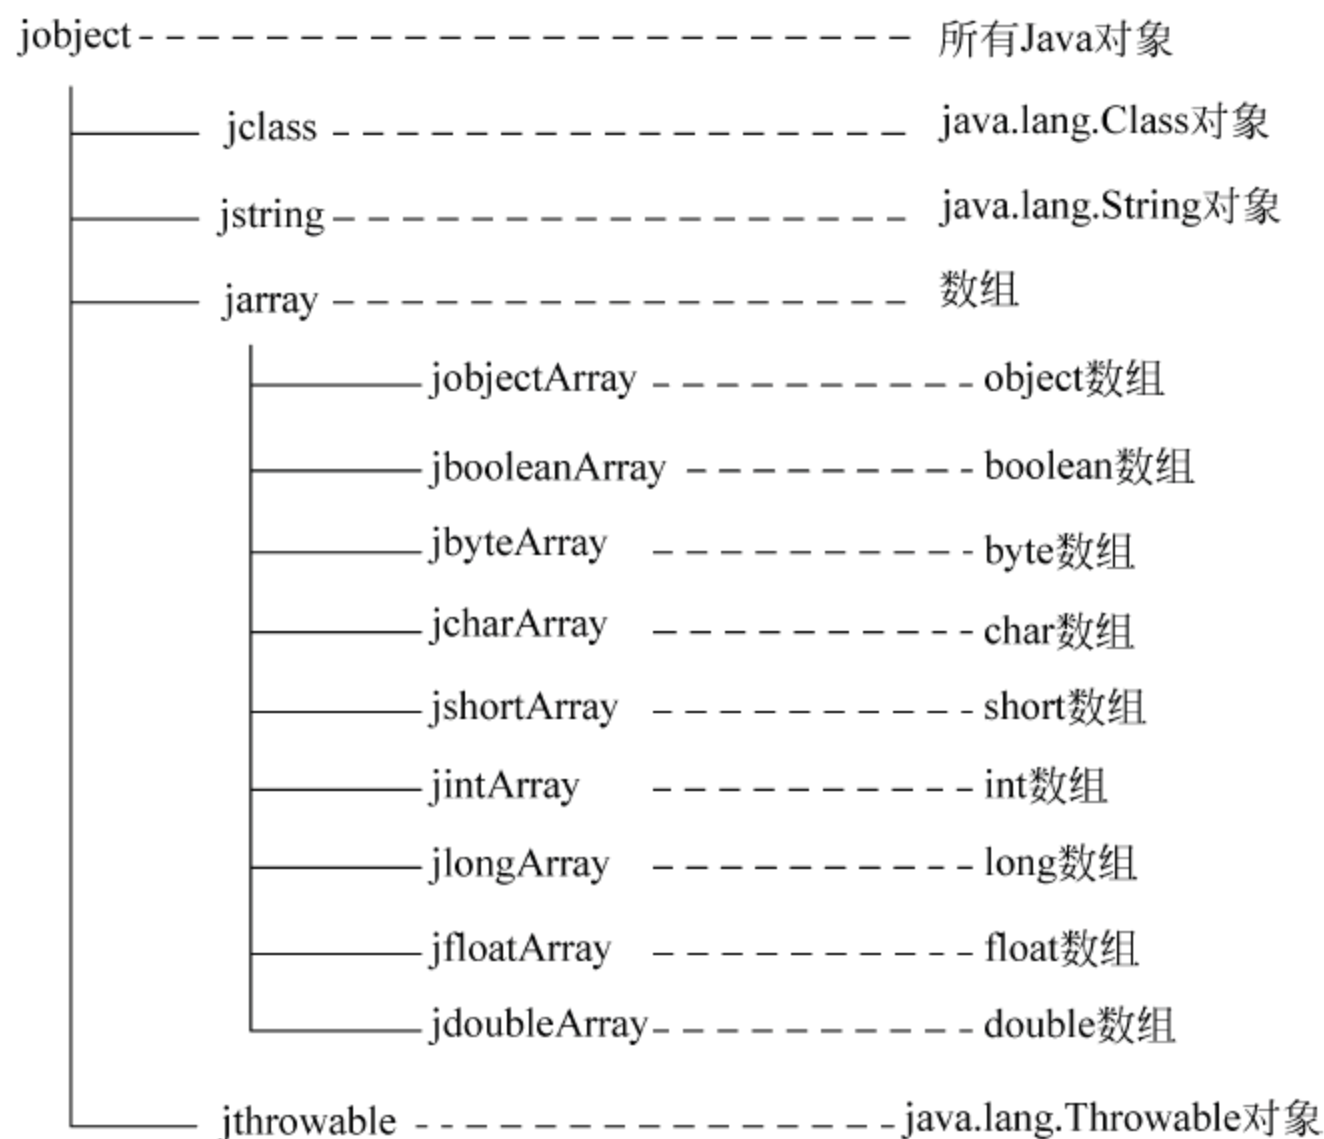 jobject 所有Java对象
jclass java.lang.Class对象
jstring java.lang.String对象
jarray 数组
jobjectArray object数组
jbooleanArray boolean数组
jbyteArray byte数组
jcharArray char数组
jshortArray short数组
jintArray int数组
jlongArray long数组
jfloatArray float数组
jdoubleArray double数组
jthrowable java.lang.Throwable对象